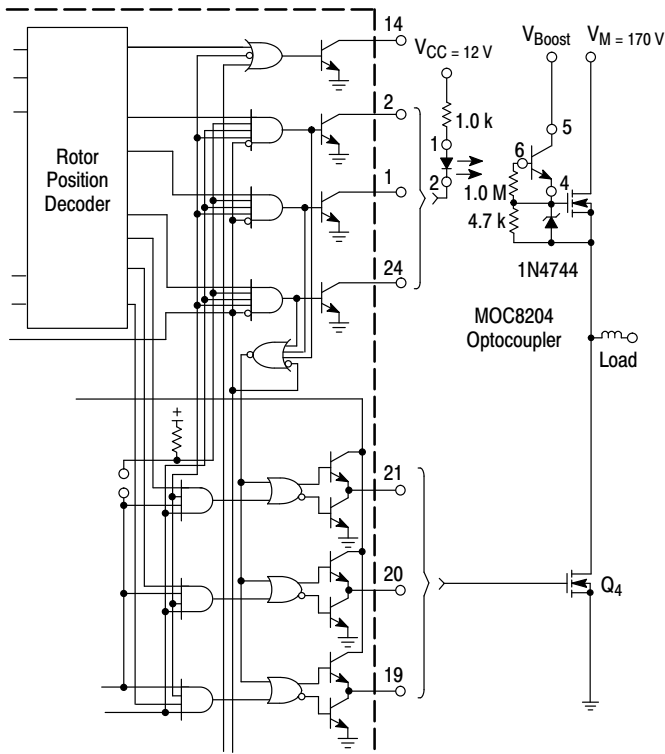 14
V_CC = 12 V
V_Boost
V_M = 170 V
2
1.0 k
1
5
6
2
4
1
1.0 M
4.7 k
Rotor
Position
Decoder
1N4744
24
MOC8204
Optocoupler
Load
+
21
20
Q_4
19